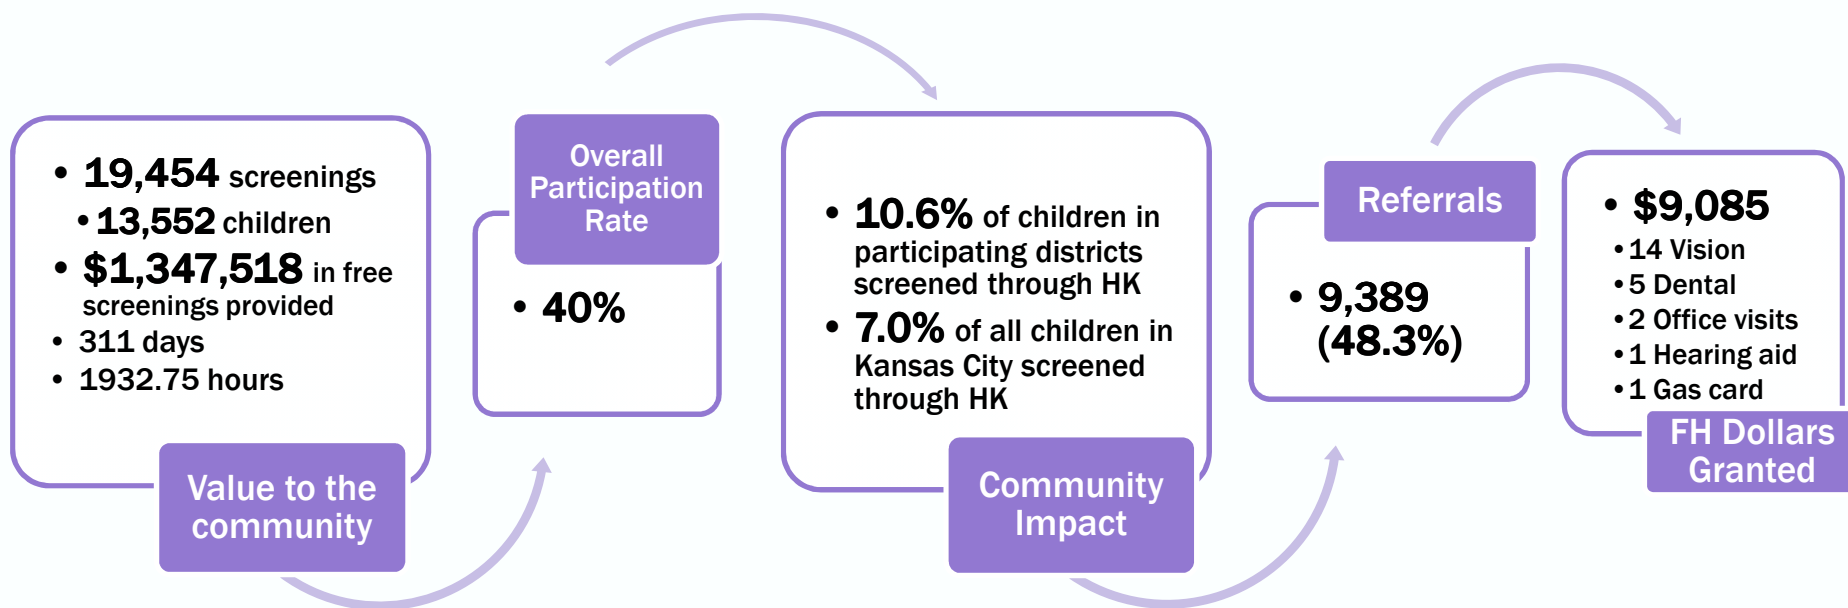 • 19,454 screenings
• 13,552 children
• $1,347,518 in free
screenings provided
• 311 days
• 1932.75 hours
Value to the
community
Overall
Participation
Rate
• 40%
• 10.6% of children in
participating districts
screened through HK
• 7.0% of all children in
Kansas City screened
through HK
Community
Impact
Referrals
• 9,389
(48.3%)
• $9,085
• 14 Vision
• 5 Dental
• 2 Office visits
• 1 Hearing aid
• 1 Gas card
FH Dollars
Granted